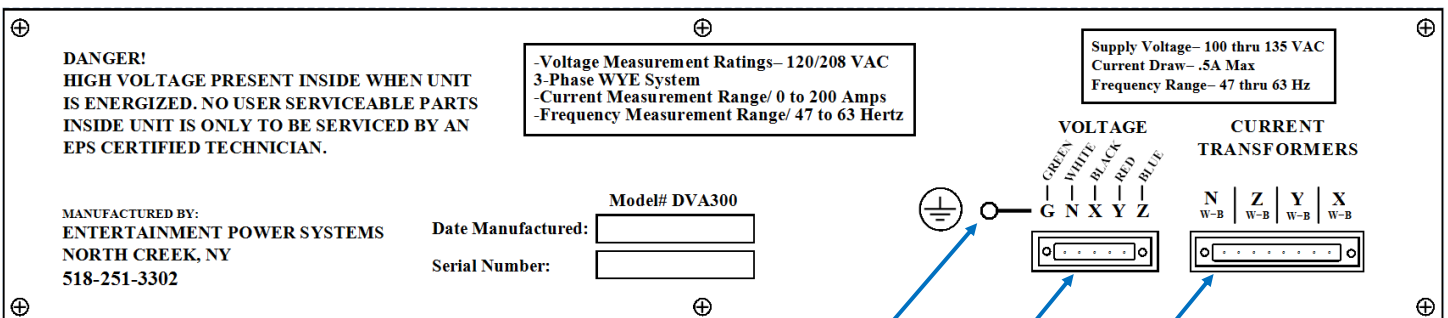 DANGER!
HIGH VOLTAGE PRESENT INSIDE WHEN UNIT
IS ENERGIZED. NO USER SERVICEABLE PARTS
INSIDE UNIT IS ONLY TO BE SERVICED BY AN
EPS CERTIFIED TECHNICIAN.
MANUFACTURED BY:
ENTERTAINMENT POWER SYSTEMS
NORTH CREEK, NY
518-251-3302
-Voltage Measurement Ratings– 120/208 VAC
3-Phase WYE System
-Current Measurement Range/ 0 to 200 Amps
-Frequency Measurement Range/ 47 to 63 Hertz
Model# DVA300
Date Manufactured:
Serial Number:
Supply Voltage– 100 thru 135 VAC
Current Draw– .5A Max
Frequency Range– 47 thru 63 Hz
VOLTAGE
GREEN
WHITE
BLACK
RED
BLUE
G N X Y Z
CURRENT
TRANSFORMERS
N Z Y X
W-B W-B W-B W-B